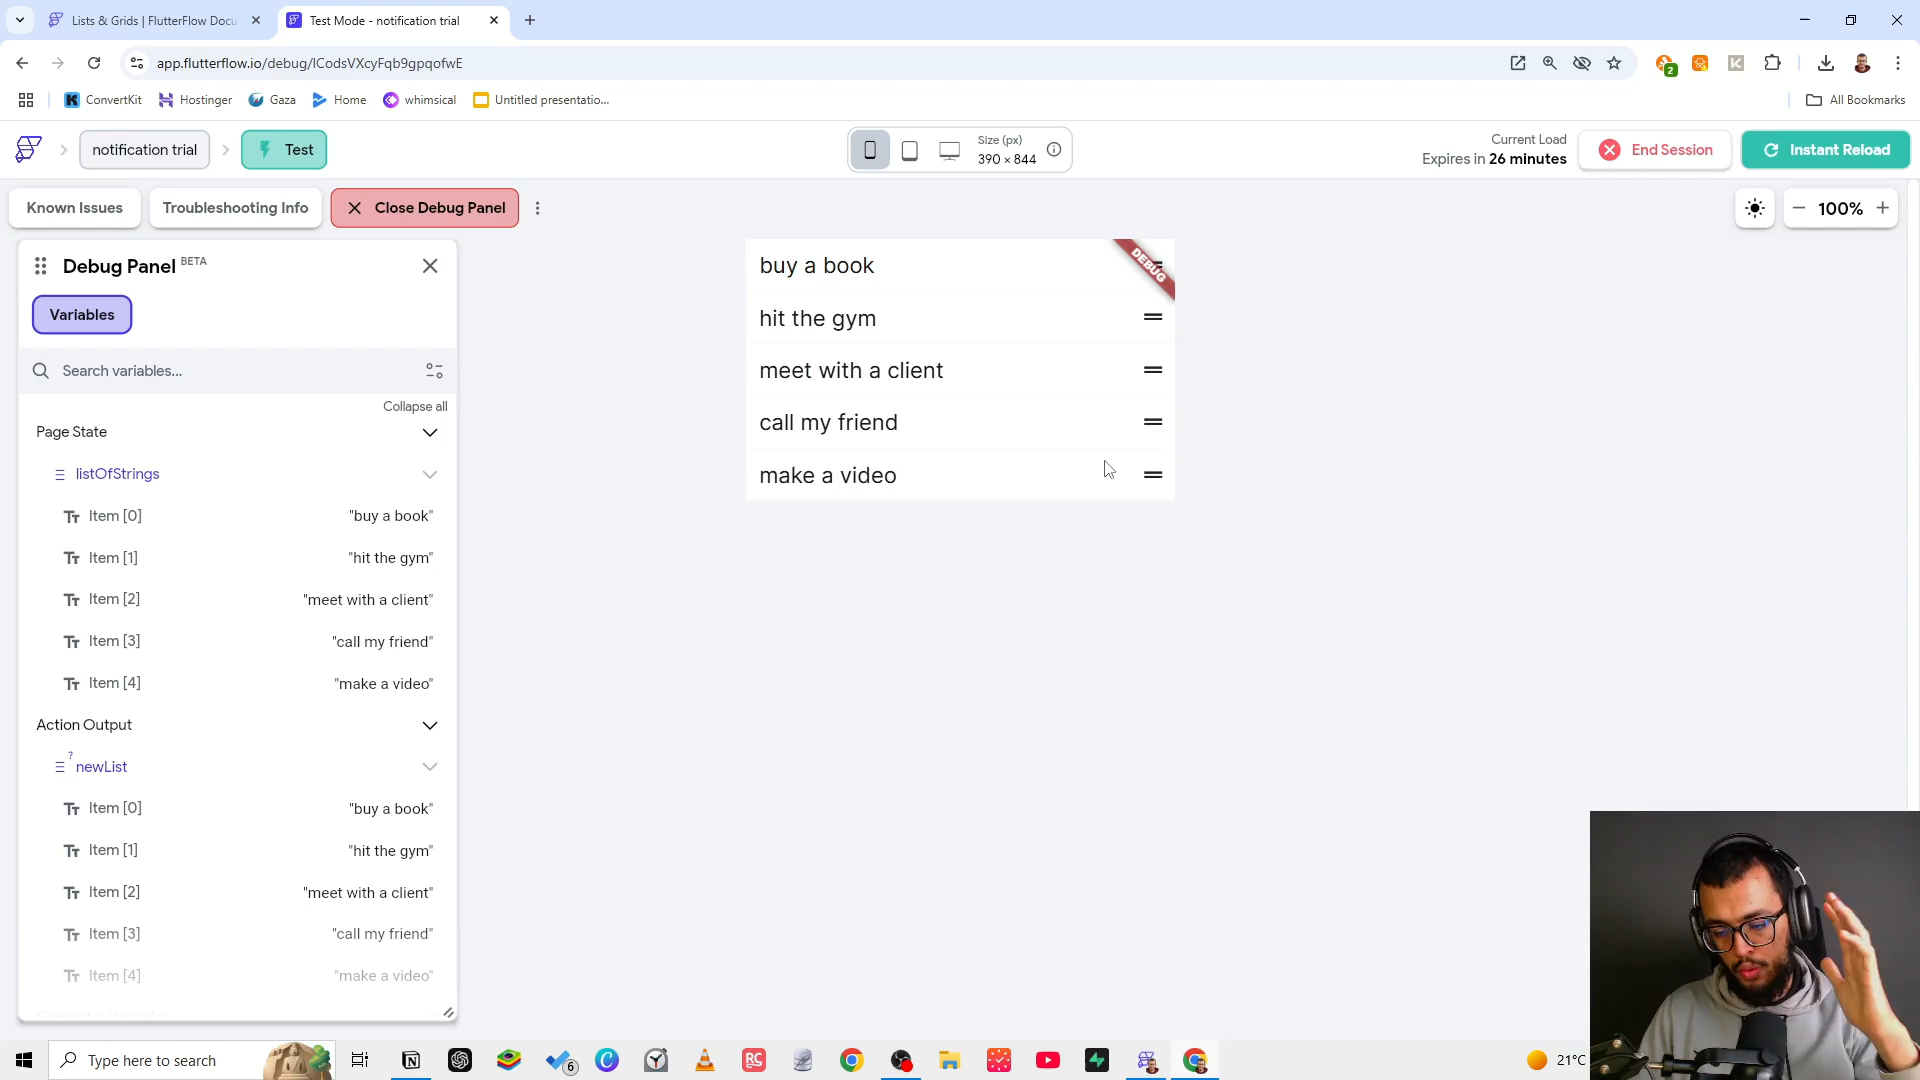 Lists & Grids | FlutterFlow Docu
Test Mode - notification trial
app.flutterflow.io/debug/lCodsVXcyFqb9gpqofwE
2
ConvertKit
Hostinger
Gaza
Home
whimsical
Untitled presentatio...
All Bookmarks
notification trial
Test
Size (px)
390 × 844
Current Load
Expires in 26 minutes
End Session
Instant Reload
Known Issues
Troubleshooting Info
Close Debug Panel
100%
Debug Panel BETA
Variables
Search variables...
Collapse all
Page State
listOfStrings
Item [0] "buy a book"
Item [1] "hit the gym"
Item [2] "meet with a client"
Item [3] "call my friend"
Item [4] "make a video"
Action Output
? newList
Item [0] "buy a book"
Item [1] "hit the gym"
Item [2] "meet with a client"
Item [3] "call my friend"
Item [4] "make a video"
buy a book
DEBUG
hit the gym
meet with a client
call my friend
make a video
Type here to search
6
RC
21°C